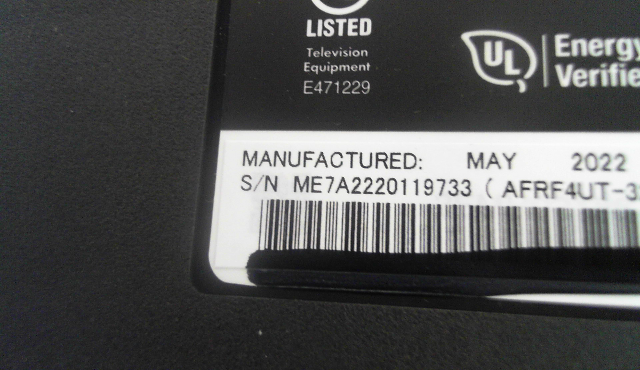 LISTED
Television
Equipment
E471229
UL
Energy
Verifie
MANUFACTURED: MAY 2022
S/N ME7A2220119733 ( AFRF4UT-3